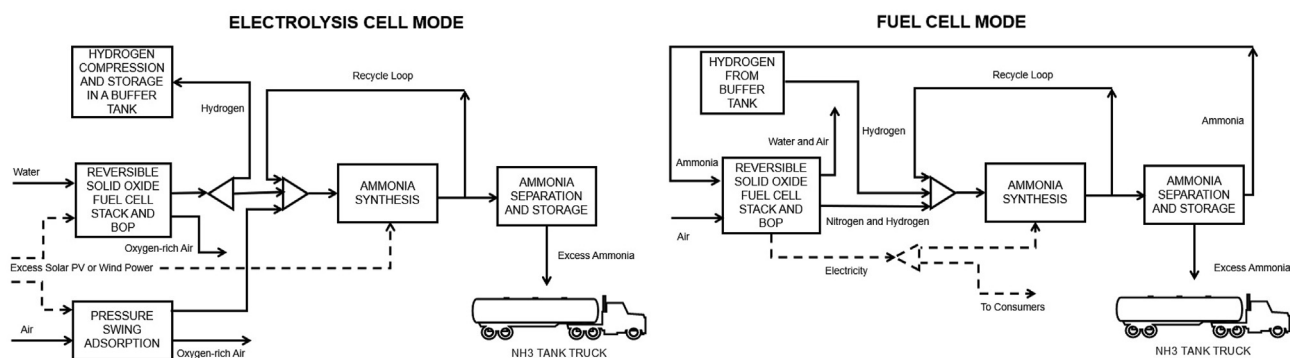 ELECTROLYSIS CELL MODE
HYDROGEN
COMPRESSION
AND STORAGE
IN A BUFFER
TANK
Recycle Loop
Hydrogen
Water
REVERSIBLE
SOLID OXIDE
FUEL CELL
STACK AND
BOP
AMMONIA
SYNTHESIS
AMMONIA
SEPARATION
AND STORAGE
Oxygen-rich Air
Excess Solar PV or Wind Power
Excess Ammonia
Air
PRESSURE
SWING
ADSORPTION
Oxygen-rich Air
NH3 TANK TRUCK
FUEL CELL MODE
HYDROGEN
FROM
BUFFER
TANK
Recycle Loop
Water and Air
Hydrogen
Ammonia
Ammonia
REVERSIBLE
SOLID OXIDE
FUEL CELL
STACK AND
BOP
AMMONIA
SYNTHESIS
AMMONIA
SEPARATION
AND STORAGE
Air
Nitrogen and Hydrogen
Electricity
Excess Ammonia
To Consumers
NH3 TANK TRUCK